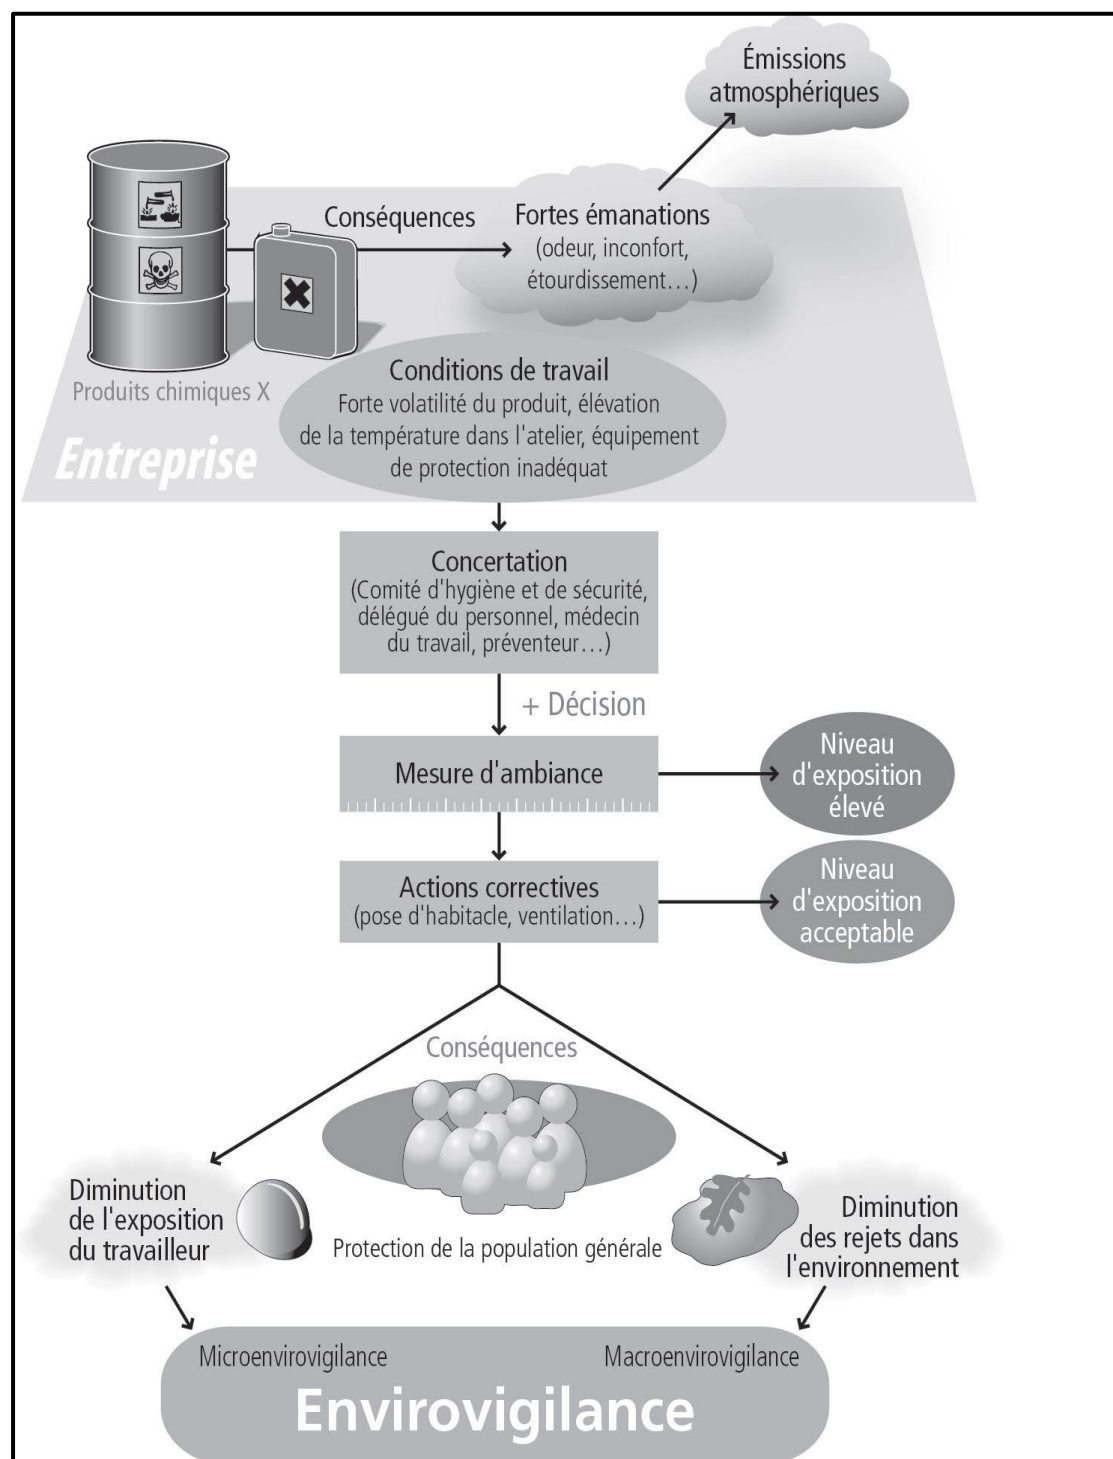 Émissions
atmosphériques
Conséquences
Fortes émanations
(odeur, inconfort,
étourdissement…)
Produits chimiques X
Conditions de travail
Forte volatilité du produit, élévation
de la température dans l'atelier, équipement
de protection inadéquat
Entreprise
Concertation
(Comité d'hygiène et de sécurité,
délégué du personnel, médecin
du travail, préventeur…)
+ Décision
Mesure d'ambiance
Niveau
d'exposition
élevé
Actions correctives
(pose d'habitacle, ventilation…)
Niveau
d'exposition
acceptable
Conséquences
Diminution
de l'exposition
du travailleur
Protection de la population générale
Diminution
des rejets dans
l'environnement
Microenvirovigilance
Macroenvirovigilance
Envirovigilance